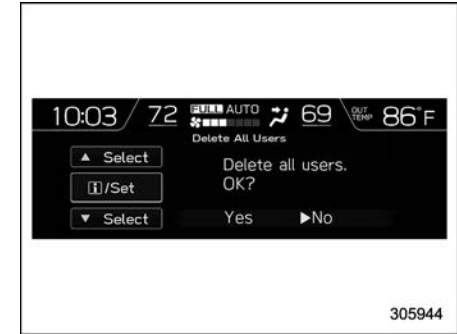 10:03 72 FULL AUTO 69 OUT TEMP 86°F
Delete All Users
▲ Select
i/Set
▼ Select
Delete all users.
OK?
Yes ▶No
305944